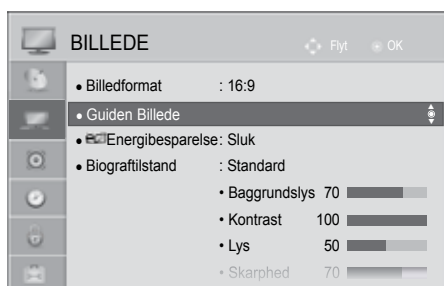 BILLEDE Flyt OK
• Billedformat : 16:9
• Guiden Billede
• Energibesparelse: Sluk
• Biograftilstand : Standard
• Baggrundslys 70
• Kontrast 100
• Lys 50
• Skarphed 70